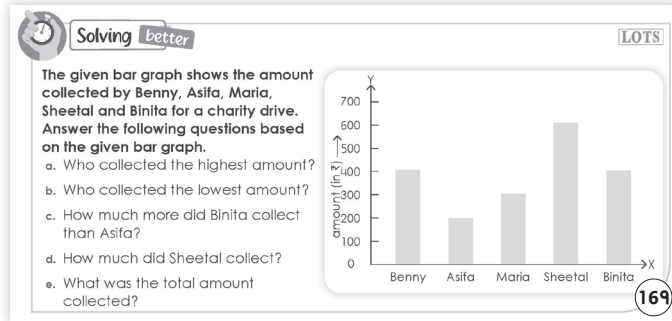 Solving better
LOTS
The given bar graph shows the amount
collected by Benny, Asifa, Maria,
Sheetal and Binita for a charity drive.
Answer the following questions based
on the given bar graph.
a. Who collected the highest amount?
b. Who collected the lowest amount?
c. How much more did Binita collect
than Asifa?
d. How much did Sheetal collect?
e. What was the total amount
collected?
Y
700
600
500
400
300
200
100
0
amount (in ₹)
X
Benny Asifa Maria Sheetal Binita
169